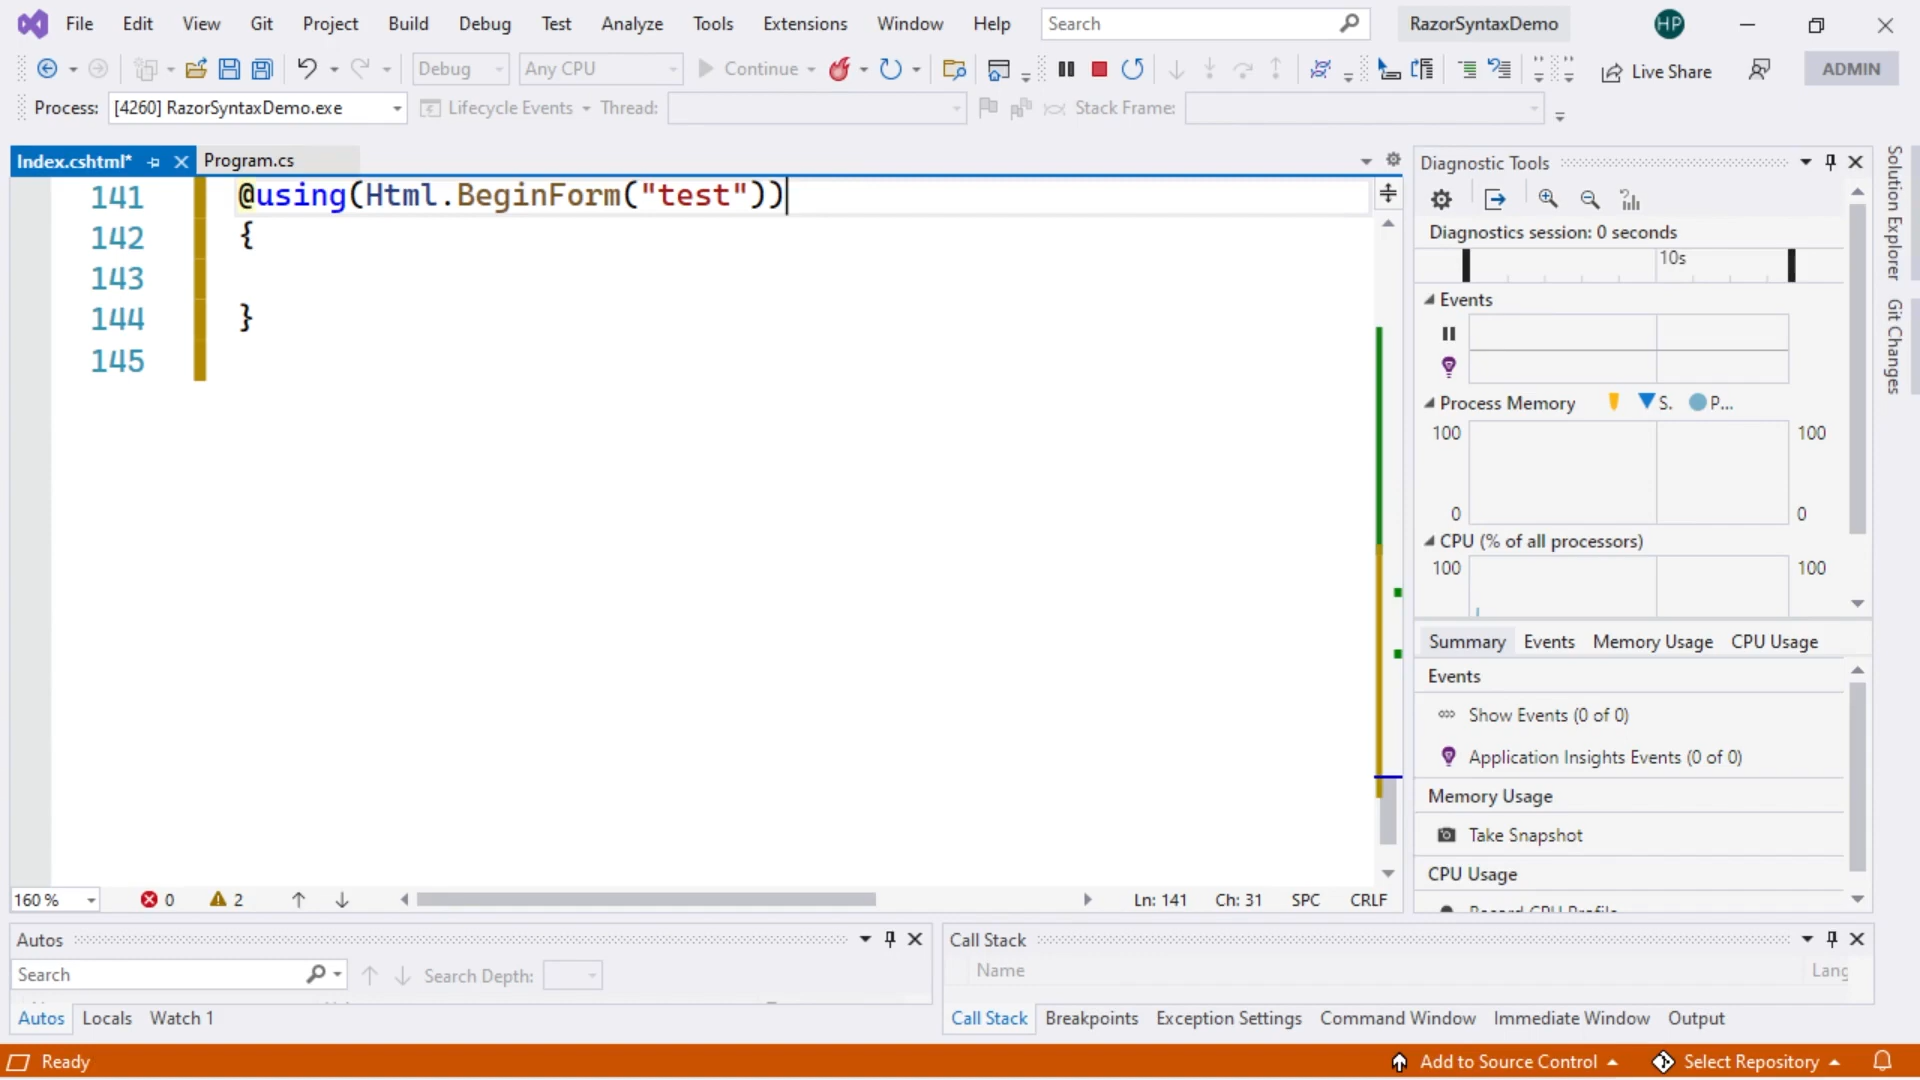 File Edit View Git Project Build Debug Test Analyze Tools Extensions Window Help Search RazorSyntaxDemo HP
Debug Any CPU Continue Live Share ADMIN
Process: [4260] RazorSyntaxDemo.exe Lifecycle Events Thread: Stack Frame:
Index.cshtml* Program.cs
141 @using(Html.BeginForm("test"))
142 {
143
144 }
145
160 % 0 2 Ln: 141 Ch: 31 SPC CRLF
Diagnostic Tools
Diagnostics session: 0 seconds
10s
Events
Process Memory S. P...
100 100
0 0
CPU (% of all processors)
100 100
Summary Events Memory Usage CPU Usage
Events
Show Events (0 of 0)
Application Insights Events (0 of 0)
Memory Usage
Take Snapshot
CPU Usage
Record CPU Profile
Solution Explorer
Git Changes
Autos
Search Search Depth:
Autos Locals Watch 1
Call Stack
Name Lang
Call Stack Breakpoints Exception Settings Command Window Immediate Window Output
Ready Add to Source Control Select Repository